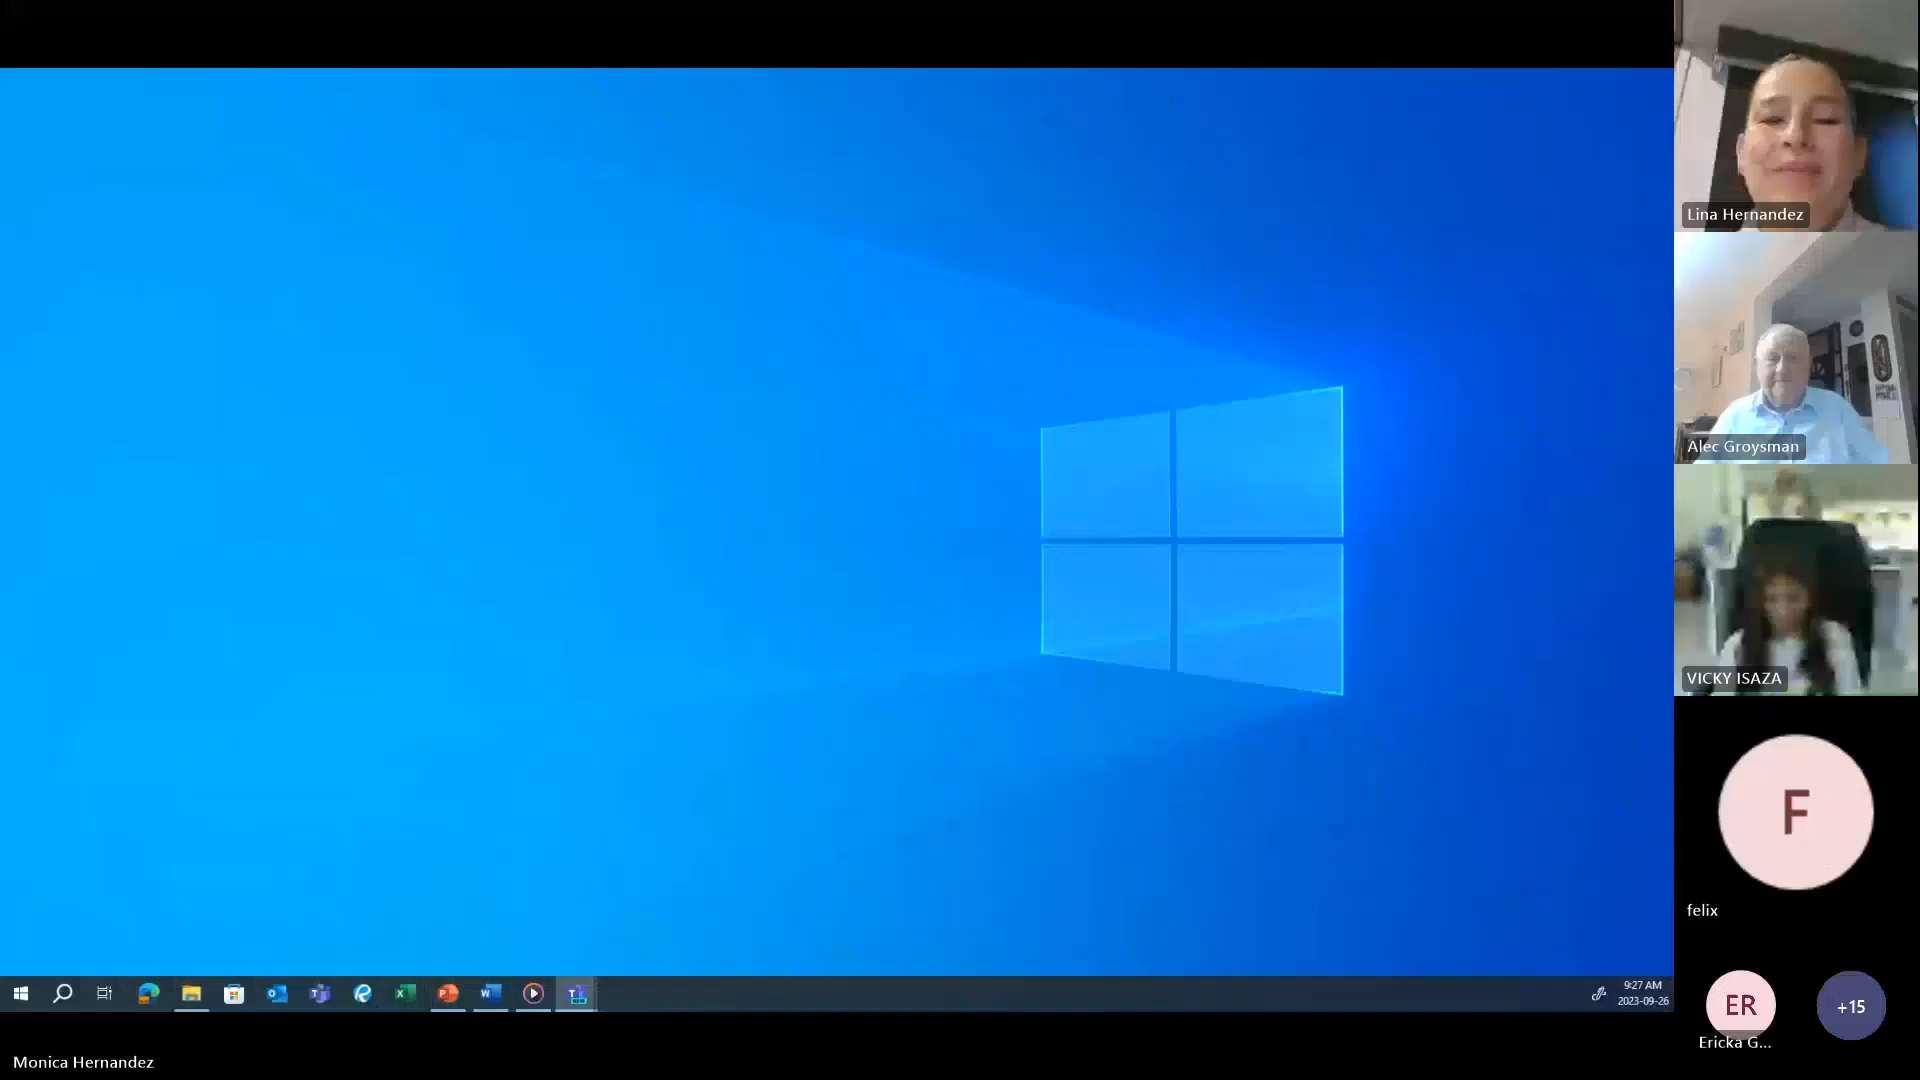 Lina Hernandez
Alec Groysman
VICKY ISAZA
F
felix
ER
+15
Ericka G...
9:27 AM
2023-09-26
Monica Hernandez